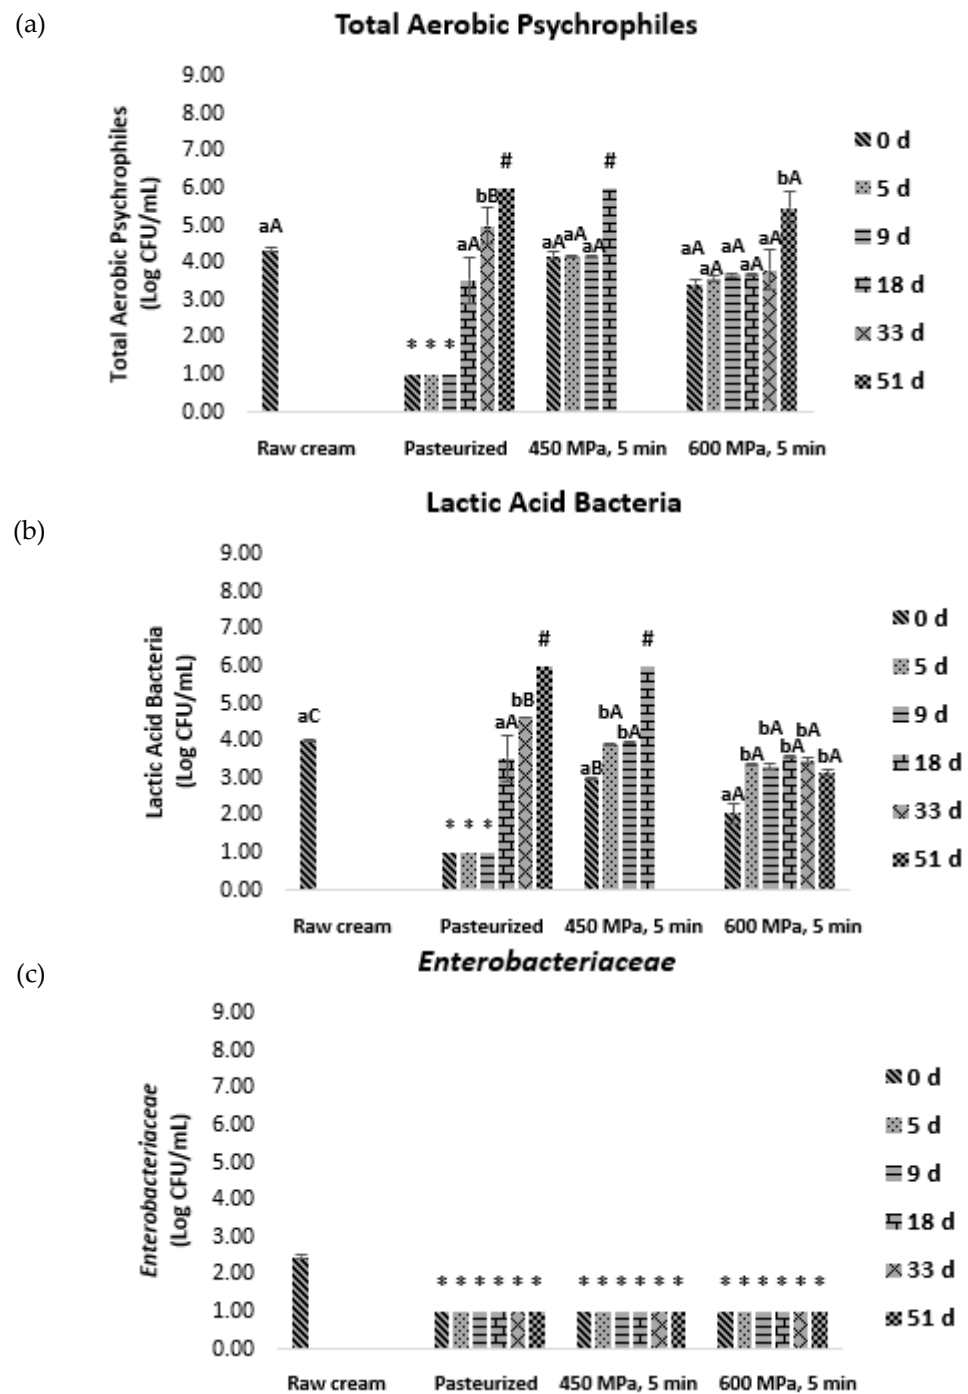 (a)
Total Aerobic Psychrophiles
Total Aerobic Psychrophiles
(Log CFU/mL)
9.00
8.00
7.00
6.00
5.00
4.00
3.00
2.00
1.00
0.00
aA
* * *
aA
bB
#
aA aA aA
#
aA aA aA aA aA bA
0 d
5 d
9 d
18 d
33 d
51 d
Raw cream Pasteurized 450 MPa, 5 min 600 MPa, 5 min
(b)
Lactic Acid Bacteria
Lactic Acid Bacteria
(Log CFU/mL)
9.00
8.00
7.00
6.00
5.00
4.00
3.00
2.00
1.00
0.00
aC
* * *
aA
bB
#
aB bA bA
#
aA bA bA bA bA bA
0 d
5 d
9 d
18 d
33 d
51 d
Raw cream Pasteurized 450 MPa, 5 min 600 MPa, 5 min
(c)
Enterobacteriaceae
Enterobacteriaceae
(Log CFU/mL)
9.00
8.00
7.00
6.00
5.00
4.00
3.00
2.00
1.00
0.00
* * * * * * * * * * * * * * * * * *
0 d
5 d
9 d
18 d
33 d
51 d
Raw cream Pasteurized 450 MPa, 5 min 600 MPa, 5 min